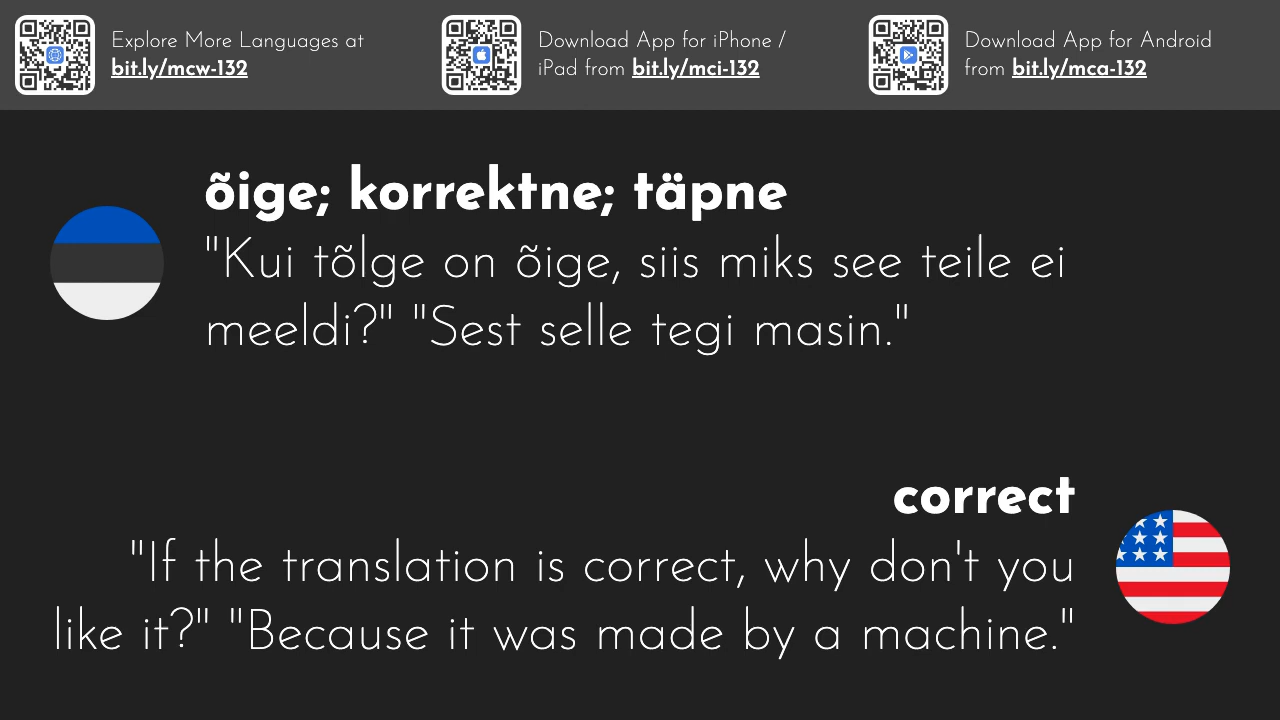 Explore More Languages at
bit.ly/mcw-132
Download App for iPhone /
iPad from bit.ly/mci-132
Download App for Android
from bit.ly/mca-132
õige; korrektne; täpne
"Kui tõlge on õige, siis miks see teile ei
meeldi?" "Sest selle tegi masin."
correct
"If the translation is correct, why don't you
like it?" "Because it was made by a machine."